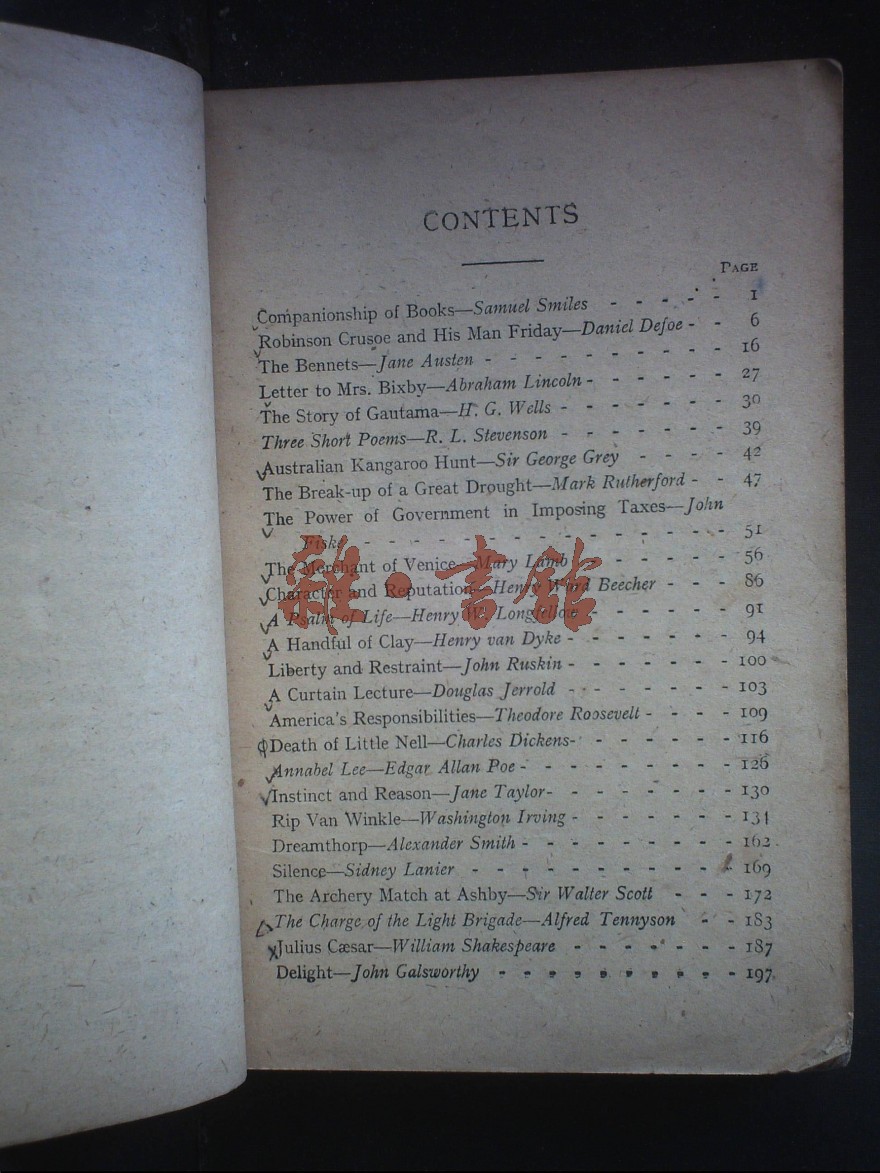 CONTENTS
PAGE
Companionship of Books—Samuel Smiles - - - - - 1
Robinson Crusoe and His Man Friday—Daniel Defoe - - 6
The Bennets—Jane Austen - - - - - - - - - - 16
Letter to Mrs. Bixby—Abraham Lincoln - - - - - - 27
The Story of Gautama—H. G. Wells - - - - - - - 30
Three Short Poems—R. L. Stevenson - - - - - - - 39
Australian Kangaroo Hunt—Sir George Grey - - - - 42
The Break-up of a Great Drought—Mark Rutherford - - 47
The Power of Government in Imposing Taxes—John
Fiske - - - - - - - - - - - - - - - 51
The Merchant of Venice—Mary Lamb - - - - - - 56
Character and Reputation—Henry Ward Beecher - - - 86
A Psalm of Life—Henry W. Longfellow - - - - - - 91
A Handful of Clay—Henry van Dyke - - - - - - - 94
Liberty and Restraint—John Ruskin - - - - - - - 100
A Curtain Lecture—Douglas Jerrold - - - - - - - 103
America's Responsibilities—Theodore Roosevelt - - - - 109
Death of Little Nell—Charles Dickens - - - - - - - 116
Annabel Lee—Edgar Allan Poe - - - - - - - - - 126
Instinct and Reason—Jane Taylor - - - - - - - - 130
Rip Van Winkle—Washington Irving - - - - - - - 134
Dreamthorp—Alexander Smith - - - - - - - - - 162
Silence—Sidney Lanier - - - - - - - - - - - 169
The Archery Match at Ashby—Sir Walter Scott - - - 172
The Charge of the Light Brigade—Alfred Tennyson - - 183
Julius Cæsar—William Shakespeare - - - - - - - 187
Delight—John Galsworthy - - - - - - - - - - 197
雜·書館